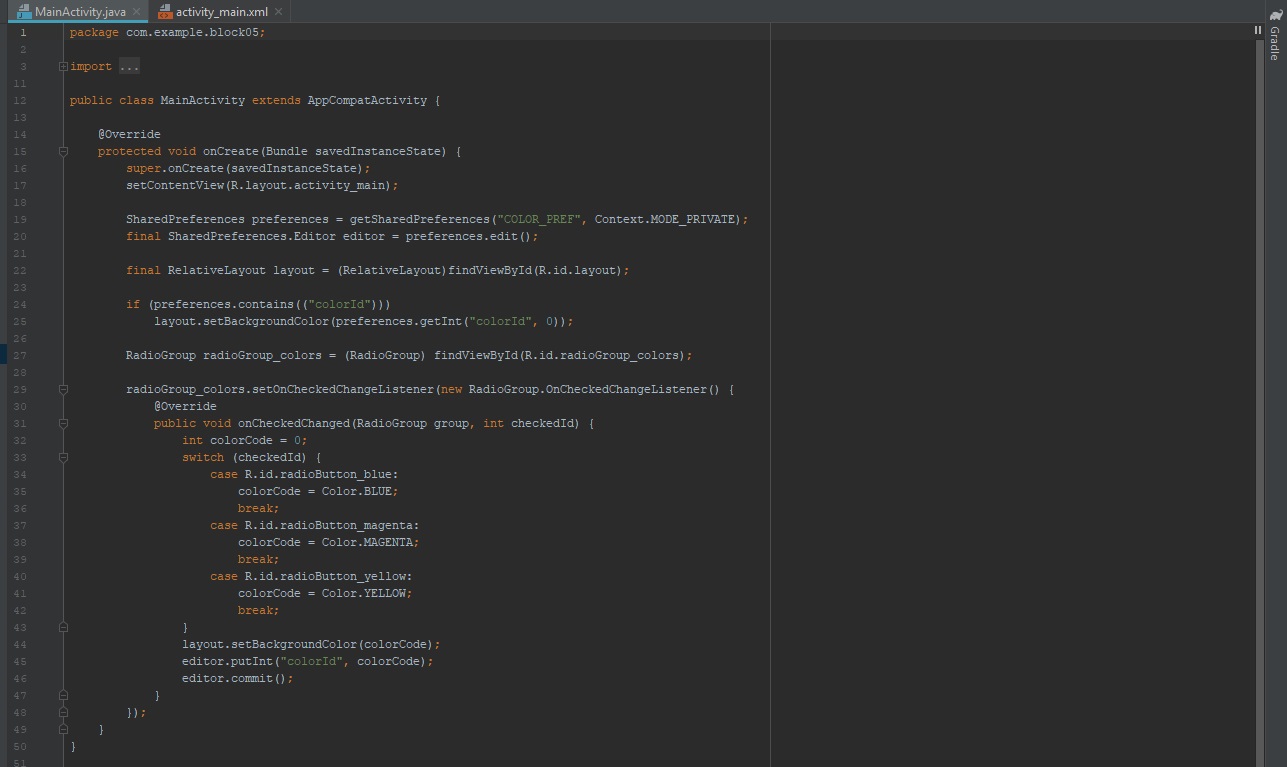 MainActivity.java
activity_main.xml
Gradle
1 package com.example.block05;
2
3 import ...
11
12 public class MainActivity extends AppCompatActivity {
13
14     @Override
15     protected void onCreate(Bundle savedInstanceState) {
16         super.onCreate(savedInstanceState);
17         setContentView(R.layout.activity_main);
18
19         SharedPreferences preferences = getSharedPreferences("COLOR_PREF", Context.MODE_PRIVATE);
20         final SharedPreferences.Editor editor = preferences.edit();
21
22         final RelativeLayout layout = (RelativeLayout)findViewById(R.id.layout);
23
24         if (preferences.contains(("colorId")))
25             layout.setBackgroundColor(preferences.getInt("colorId", 0));
26
27         RadioGroup radioGroup_colors = (RadioGroup) findViewById(R.id.radioGroup_colors);
28
29         radioGroup_colors.setOnCheckedChangeListener(new RadioGroup.OnCheckedChangeListener() {
30             @Override
31             public void onCheckedChanged(RadioGroup group, int checkedId) {
32                 int colorCode = 0;
33                 switch (checkedId) {
34                     case R.id.radioButton_blue:
35                         colorCode = Color.BLUE;
36                         break;
37                     case R.id.radioButton_magenta:
38                         colorCode = Color.MAGENTA;
39                         break;
40                     case R.id.radioButton_yellow:
41                         colorCode = Color.YELLOW;
42                         break;
43                 }
44                 layout.setBackgroundColor(colorCode);
45                 editor.putInt("colorId", colorCode);
46                 editor.commit();
47             }
48         });
49     }
50 }
51